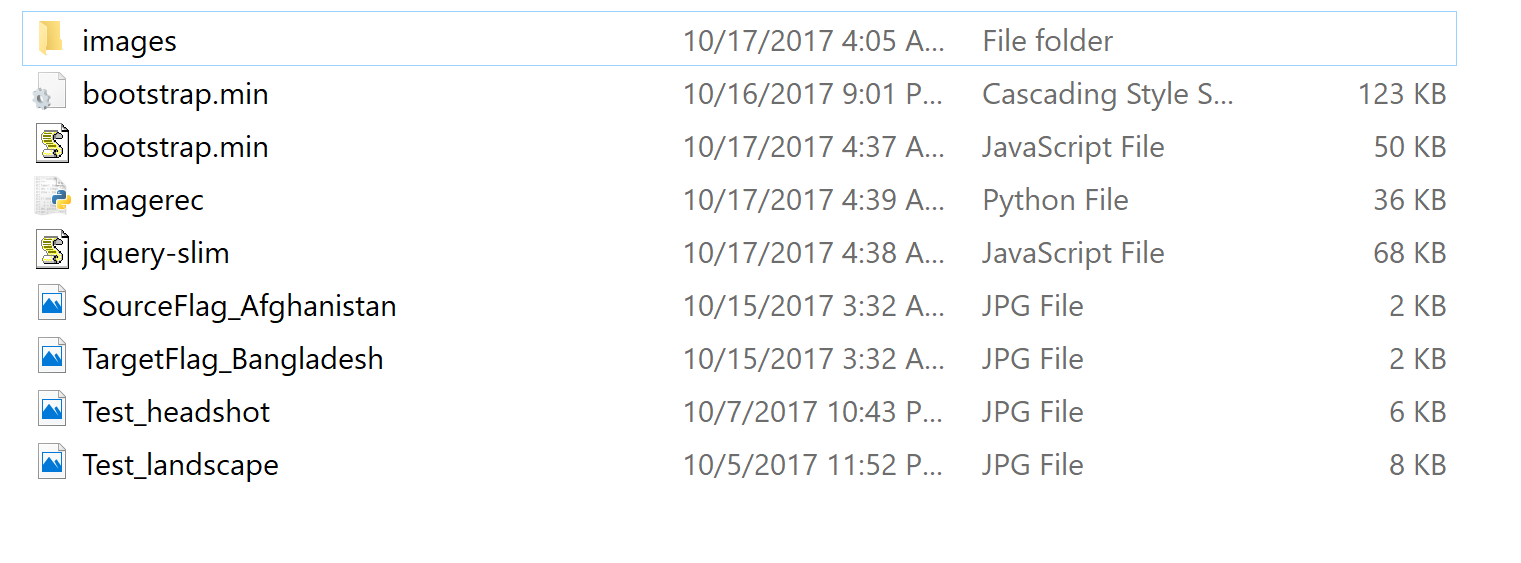 images 10/17/2017 4:05 A... File folder
bootstrap.min 10/16/2017 9:01 P... Cascading Style S... 123 KB
bootstrap.min 10/17/2017 4:37 A... JavaScript File 50 KB
imagerec 10/17/2017 4:39 A... Python File 36 KB
jquery-slim 10/17/2017 4:38 A... JavaScript File 68 KB
SourceFlag_Afghanistan 10/15/2017 3:32 A... JPG File 2 KB
TargetFlag_Bangladesh 10/15/2017 3:32 A... JPG File 2 KB
Test_headshot 10/7/2017 10:43 P... JPG File 6 KB
Test_landscape 10/5/2017 11:52 P... JPG File 8 KB